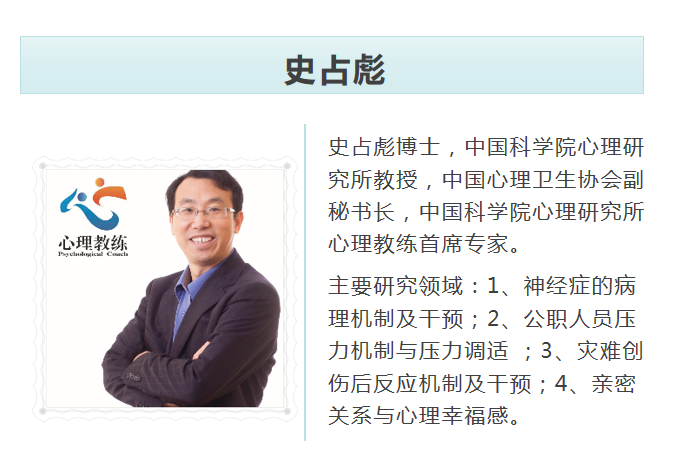 史占彪
心理教练
Psychological Coach
史占彪博士，中国科学院心理研
究所教授，中国心理卫生协会副
秘书长，中国科学院心理研究所
心理教练首席专家。
主要研究领域：1、神经症的病
理机制及干预；2、公职人员压
力机制与压力调适 ；3、灾难创
伤后反应机制及干预；4、亲密
关系与心理幸福感。